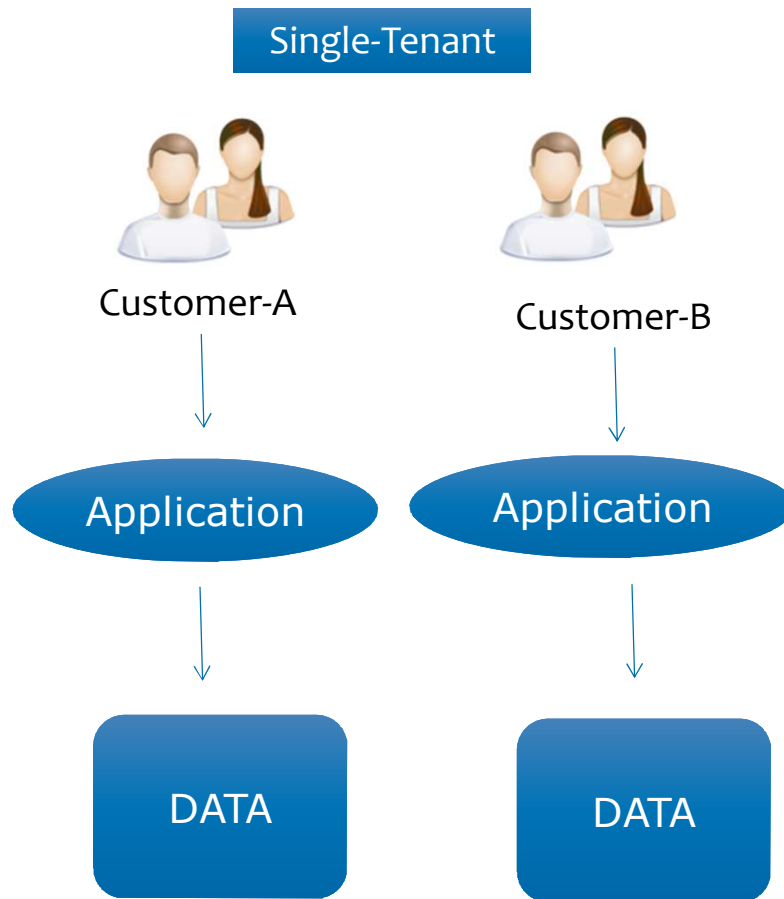 Single-Tenant
Customer-A
Customer-B
Application
Application
DATA
DATA